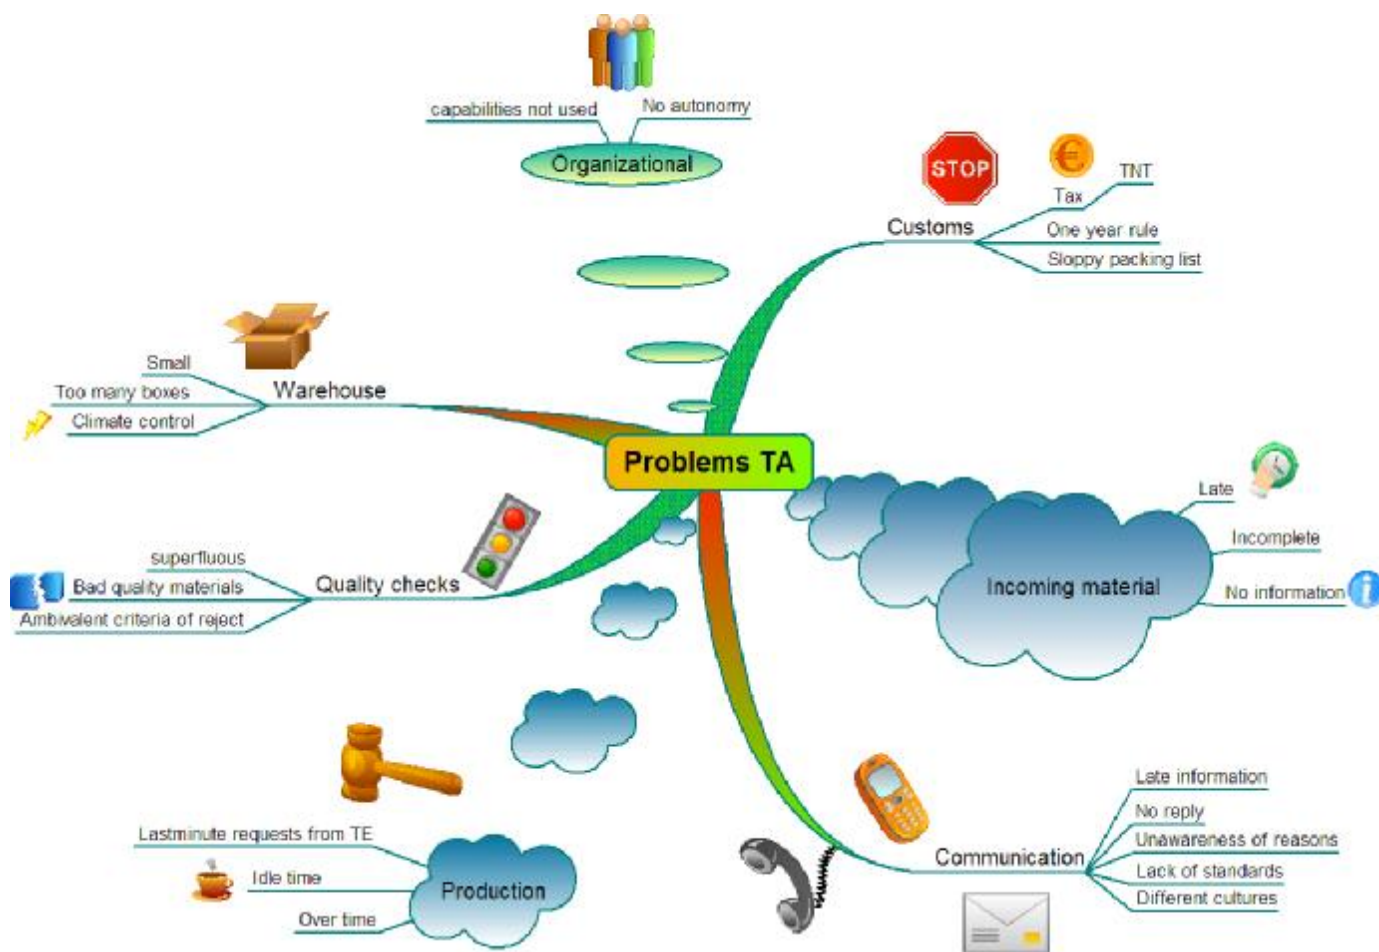 capabilities not used
No autonomy
Organizational
STOP
€
TNT
Tax
Customs
One year rule
Sloppy packing list
Small
Too many boxes
Warehouse
Climate control
Problems TA
Late
Incomplete
Incoming material
No information
i
superfluous
Bad quality materials
Quality checks
Ambivalent criteria of reject
Late information
No reply
Unawareness of reasons
Communication
Lack of standards
Different cultures
Lastminute requests from TE
Idle time
Production
Over time